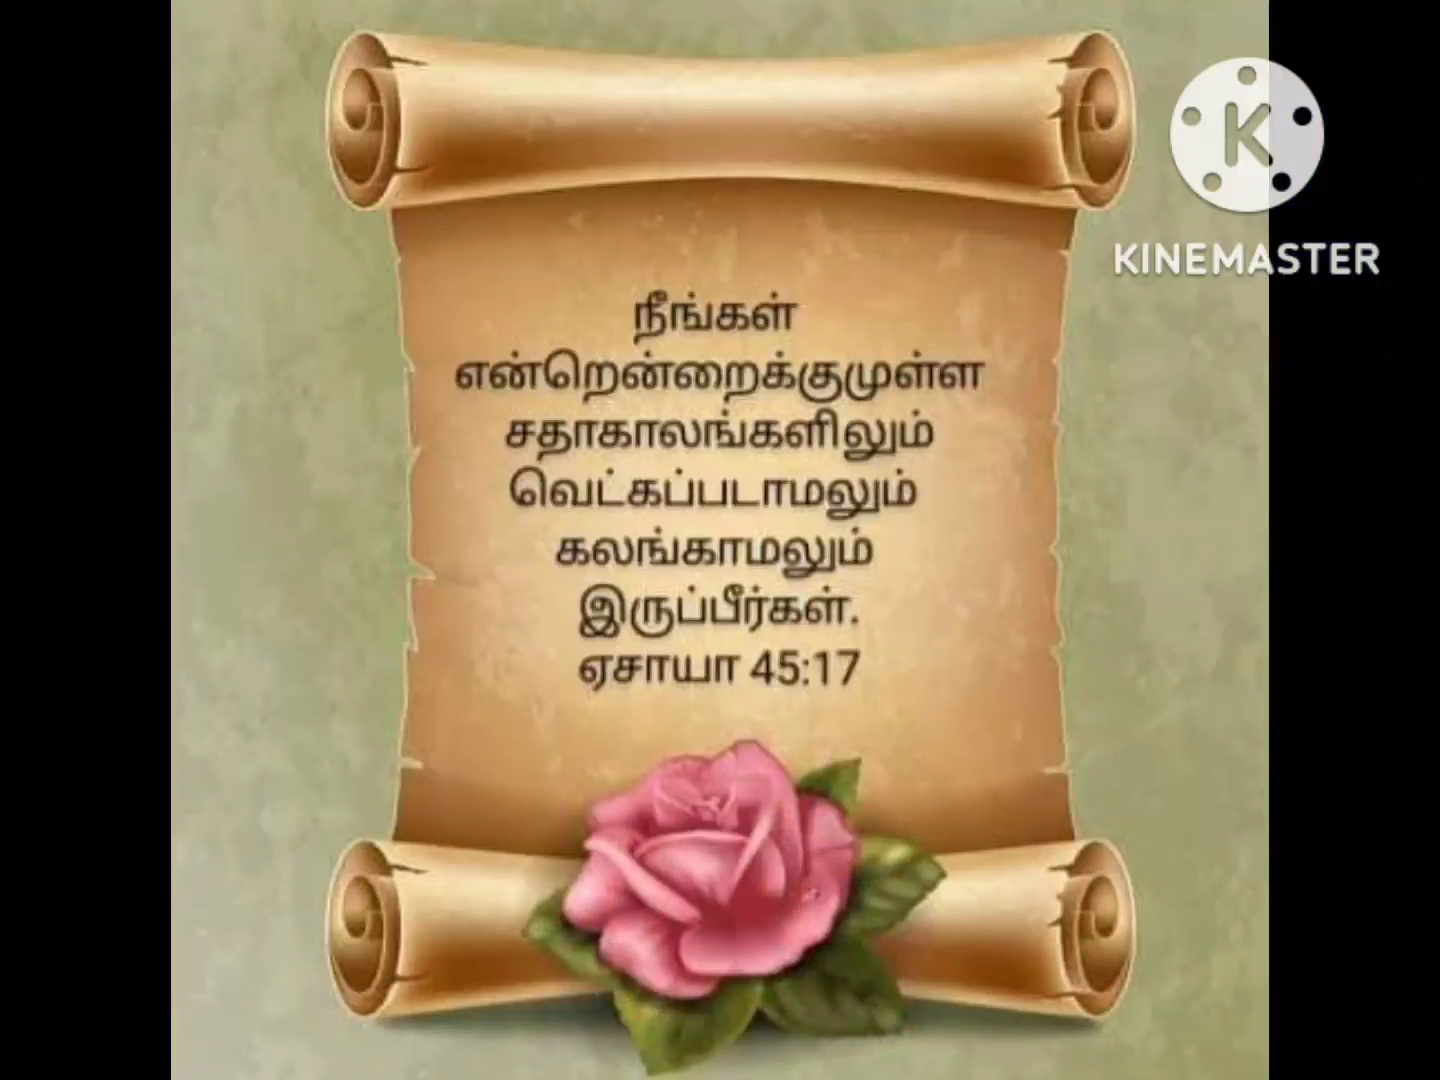 நீங்கள்
என்றென்றைக்குமுள்ள
சதாகாலங்களிலும்
வெட்கப்படாமலும்
கலங்காமலும்
இருப்பீர்கள்.
ஏசாயா 45:17
K
KINEMASTER